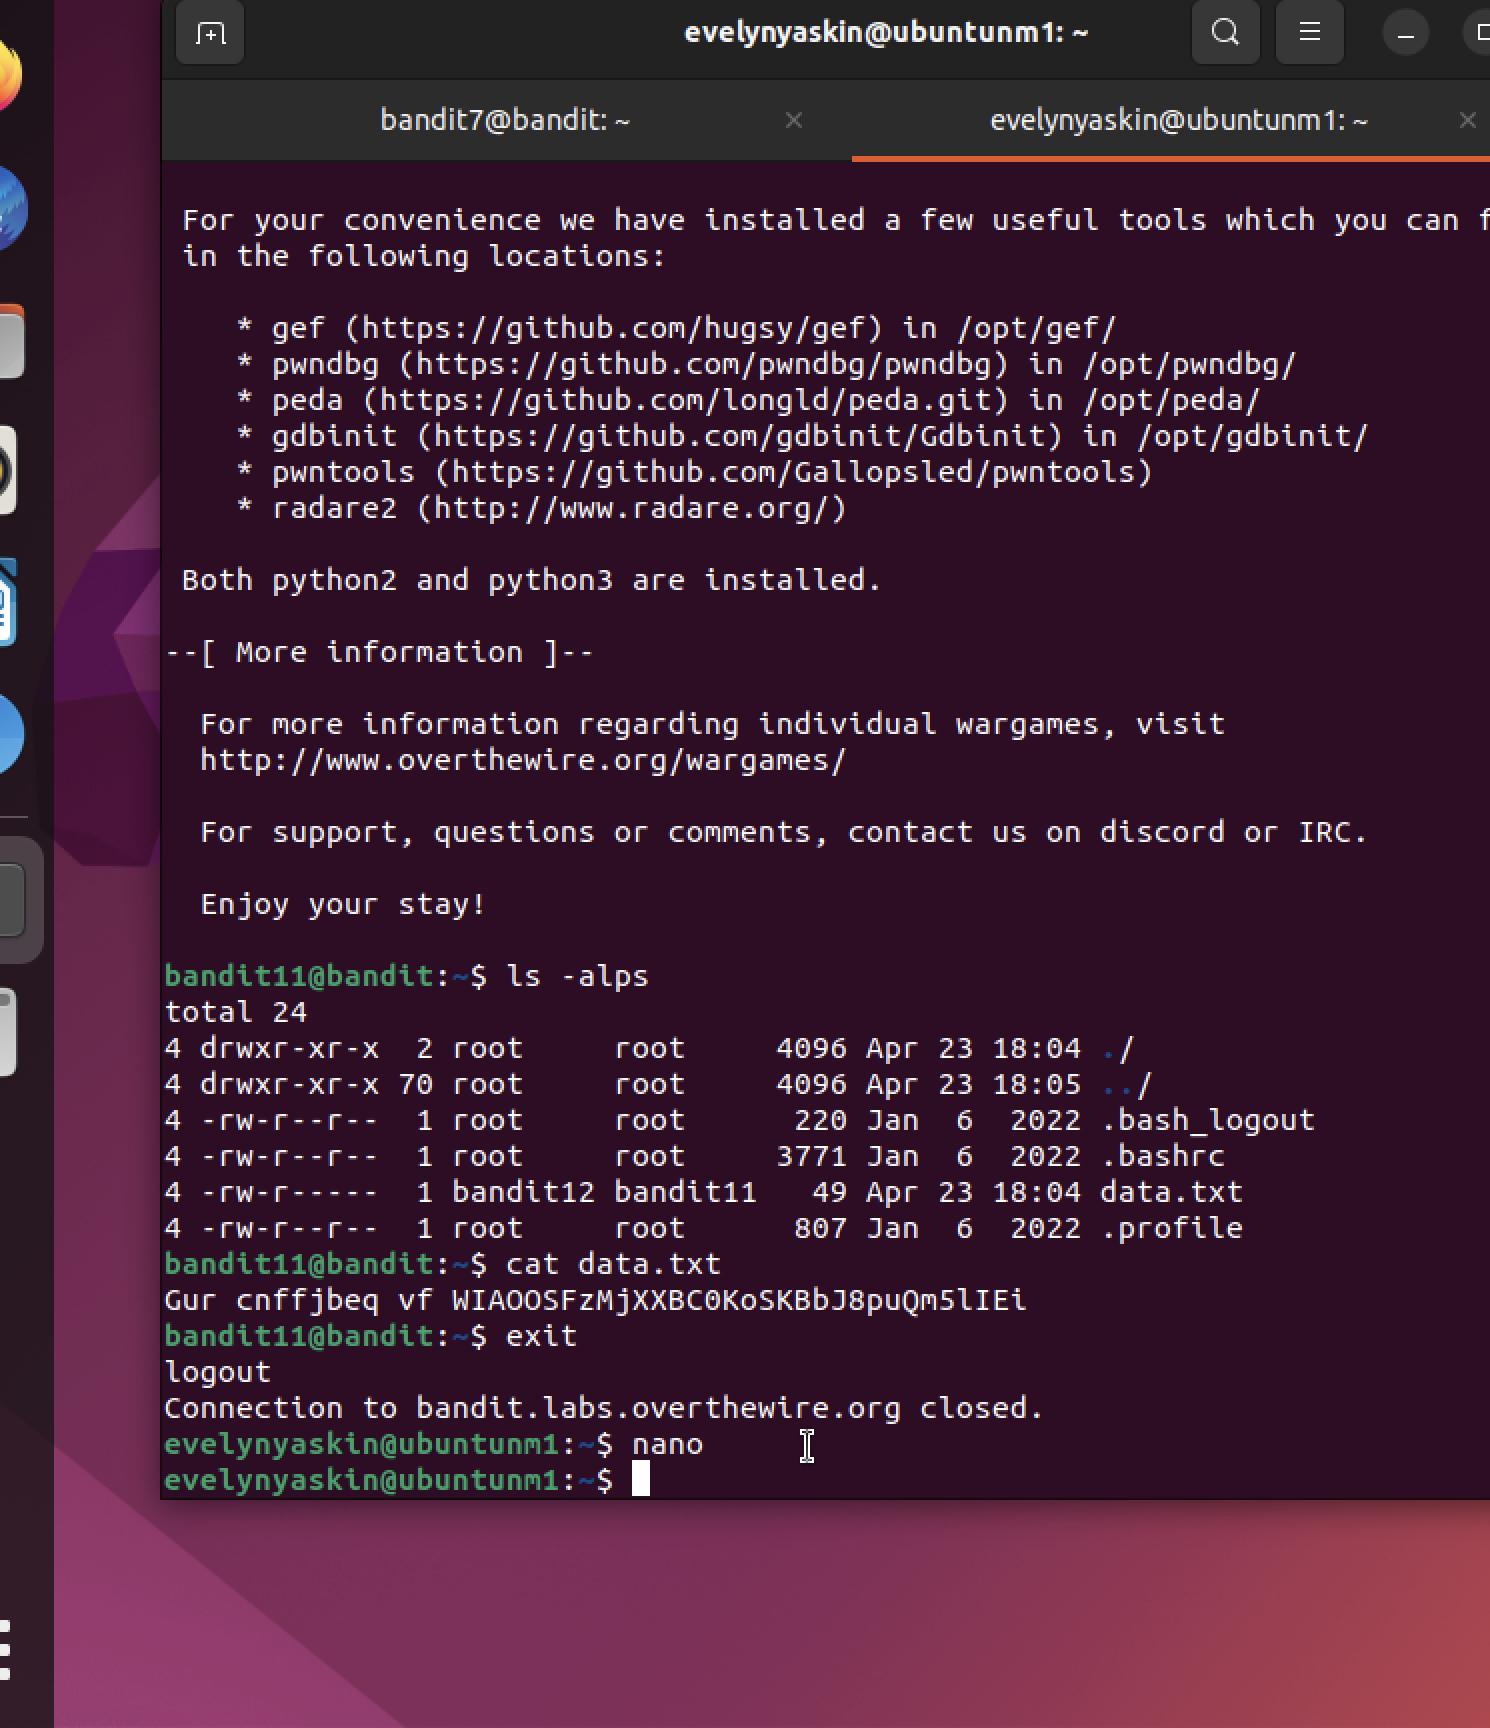 evelynyaskin@ubuntunm1: ~
bandit7@bandit: ~ × evelynyaskin@ubuntunm1: ~ ×
For your convenience we have installed a few useful tools which you can f
in the following locations:
* gef (https://github.com/hugsy/gef) in /opt/gef/
* pwndbg (https://github.com/pwndbg/pwndbg) in /opt/pwndbg/
* peda (https://github.com/longld/peda.git) in /opt/peda/
* gdbinit (https://github.com/gdbinit/Gdbinit) in /opt/gdbinit/
* pwntools (https://github.com/Gallopsled/pwntools)
* radare2 (http://www.radare.org/)
Both python2 and python3 are installed.
--[ More information ]--
For more information regarding individual wargames, visit
http://www.overthewire.org/wargames/
For support, questions or comments, contact us on discord or IRC.
Enjoy your stay!
bandit11@bandit:~$ ls -alps
total 24
4 drwxr-xr-x  2 root     root     4096 Apr 23 18:04 ./
4 drwxr-xr-x 70 root     root     4096 Apr 23 18:05 ../
4 -rw-r--r--  1 root     root      220 Jan  6  2022 .bash_logout
4 -rw-r--r--  1 root     root     3771 Jan  6  2022 .bashrc
4 -rw-r-----  1 bandit12 bandit11   49 Apr 23 18:04 data.txt
4 -rw-r--r--  1 root     root      807 Jan  6  2022 .profile
bandit11@bandit:~$ cat data.txt
Gur cnffjbeq vf WIAOOSFzMjXXBC0KoSKBbJ8puQm5lIEi
bandit11@bandit:~$ exit
logout
Connection to bandit.labs.overthewire.org closed.
evelynyaskin@ubuntunm1:~$ nano
evelynyaskin@ubuntunm1:~$